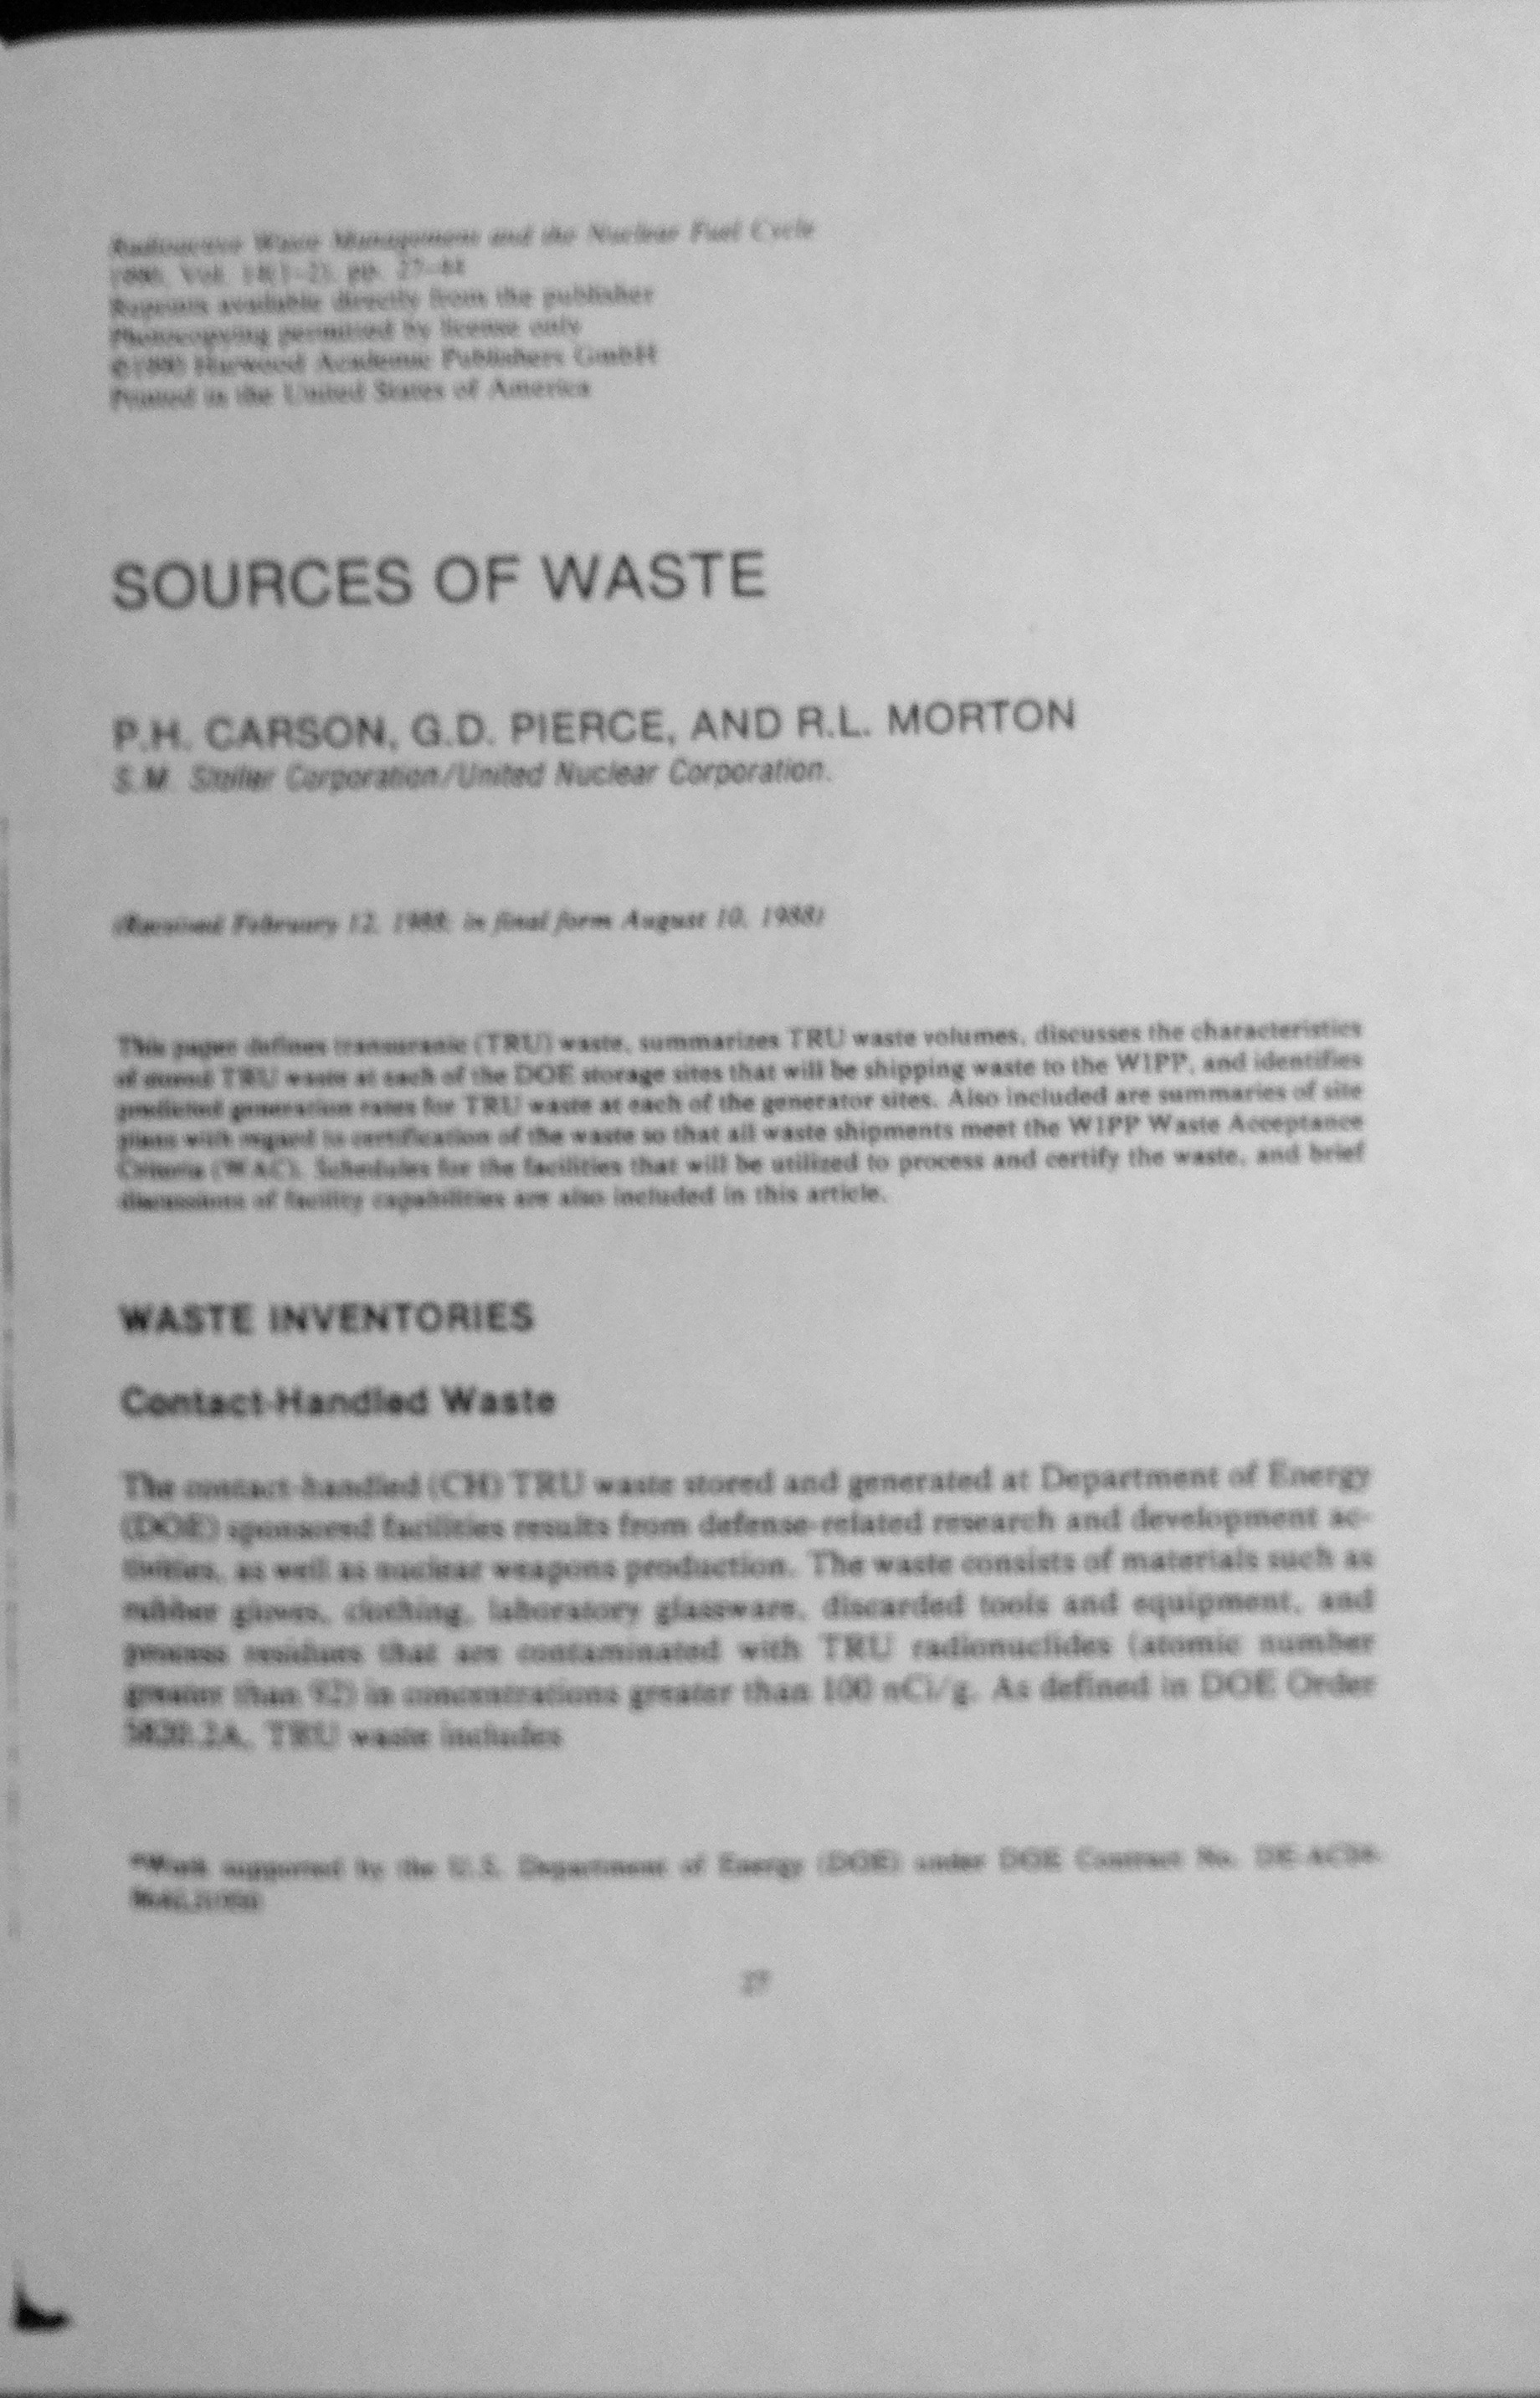 Radioactive Waste Management and the Nuclear Fuel Cycle
Vol. pp.
Reprints available directly from the publisher
Photocopying permitted by license only
Harwood Academic Publishers GmbH
Printed in the United States of America
SOURCES OF WASTE
P.H. CARSON, G.D. PIERCE, AND R.L. MORTON
S.M. Stoller Corporation/United Nuclear Corporation.
(Received February 12, 1988; in final form August 10, 1988)
This paper defines transuranic (TRU) waste, summarizes TRU waste volumes, discusses the characteristics
of stored TRU waste at each of the DOE storage sites that will be shipping waste to the WIPP, and identifies
predicted generation rates for TRU waste at each of the generator sites. Also included are summaries of site
plans with regard to certification of the waste so that all waste shipments meet the WIPP Waste Acceptance
Criteria (WAC). Schedules for the facilities that will be utilized to process and certify the waste, and brief
discussions of facility capabilities are also included in this article.
WASTE INVENTORIES
Contact-Handled Waste
The contact-handled (CH) TRU waste stored and generated at Department of Energy
(DOE) sponsored facilities results from defense-related research and development ac-
tivities, as well as nuclear weapons production. The waste consists of materials such as
rubber gloves, clothing, laboratory glassware, discarded tools and equipment, and
process residues that are contaminated with TRU radionuclides (atomic number
greater than 92) in concentrations greater than 100 nCi/g. As defined in DOE Order
5820.2A, TRU waste includes
*Work supported by the U.S. Department of Energy (DOE) under DOE Contract No.
27